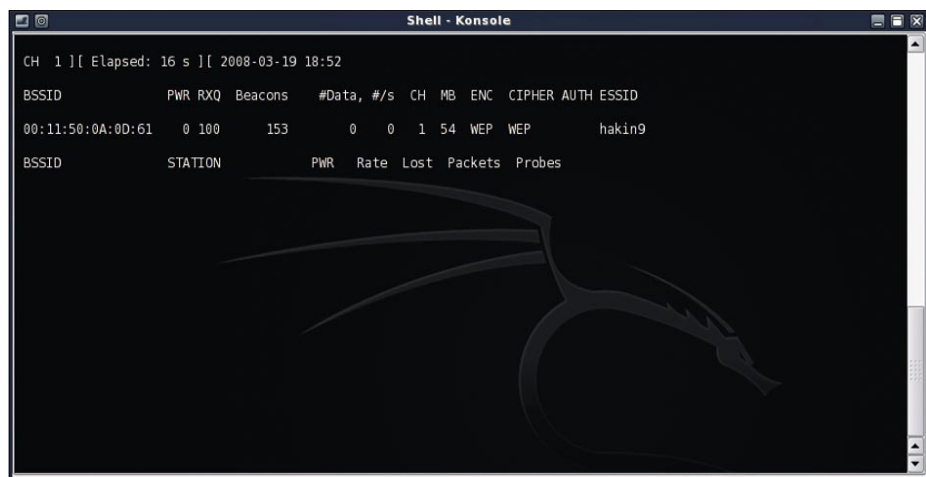 Shell - Konsole
CH 1 ][ Elapsed: 16 s ][ 2008-03-19 18:52
BSSID PWR RXQ Beacons #Data, #/s CH MB ENC CIPHER AUTH ESSID
00:11:50:0A:0D:61 0 100 153 0 0 1 54 WEP WEP hakin9
BSSID STATION PWR Rate Lost Packets Probes